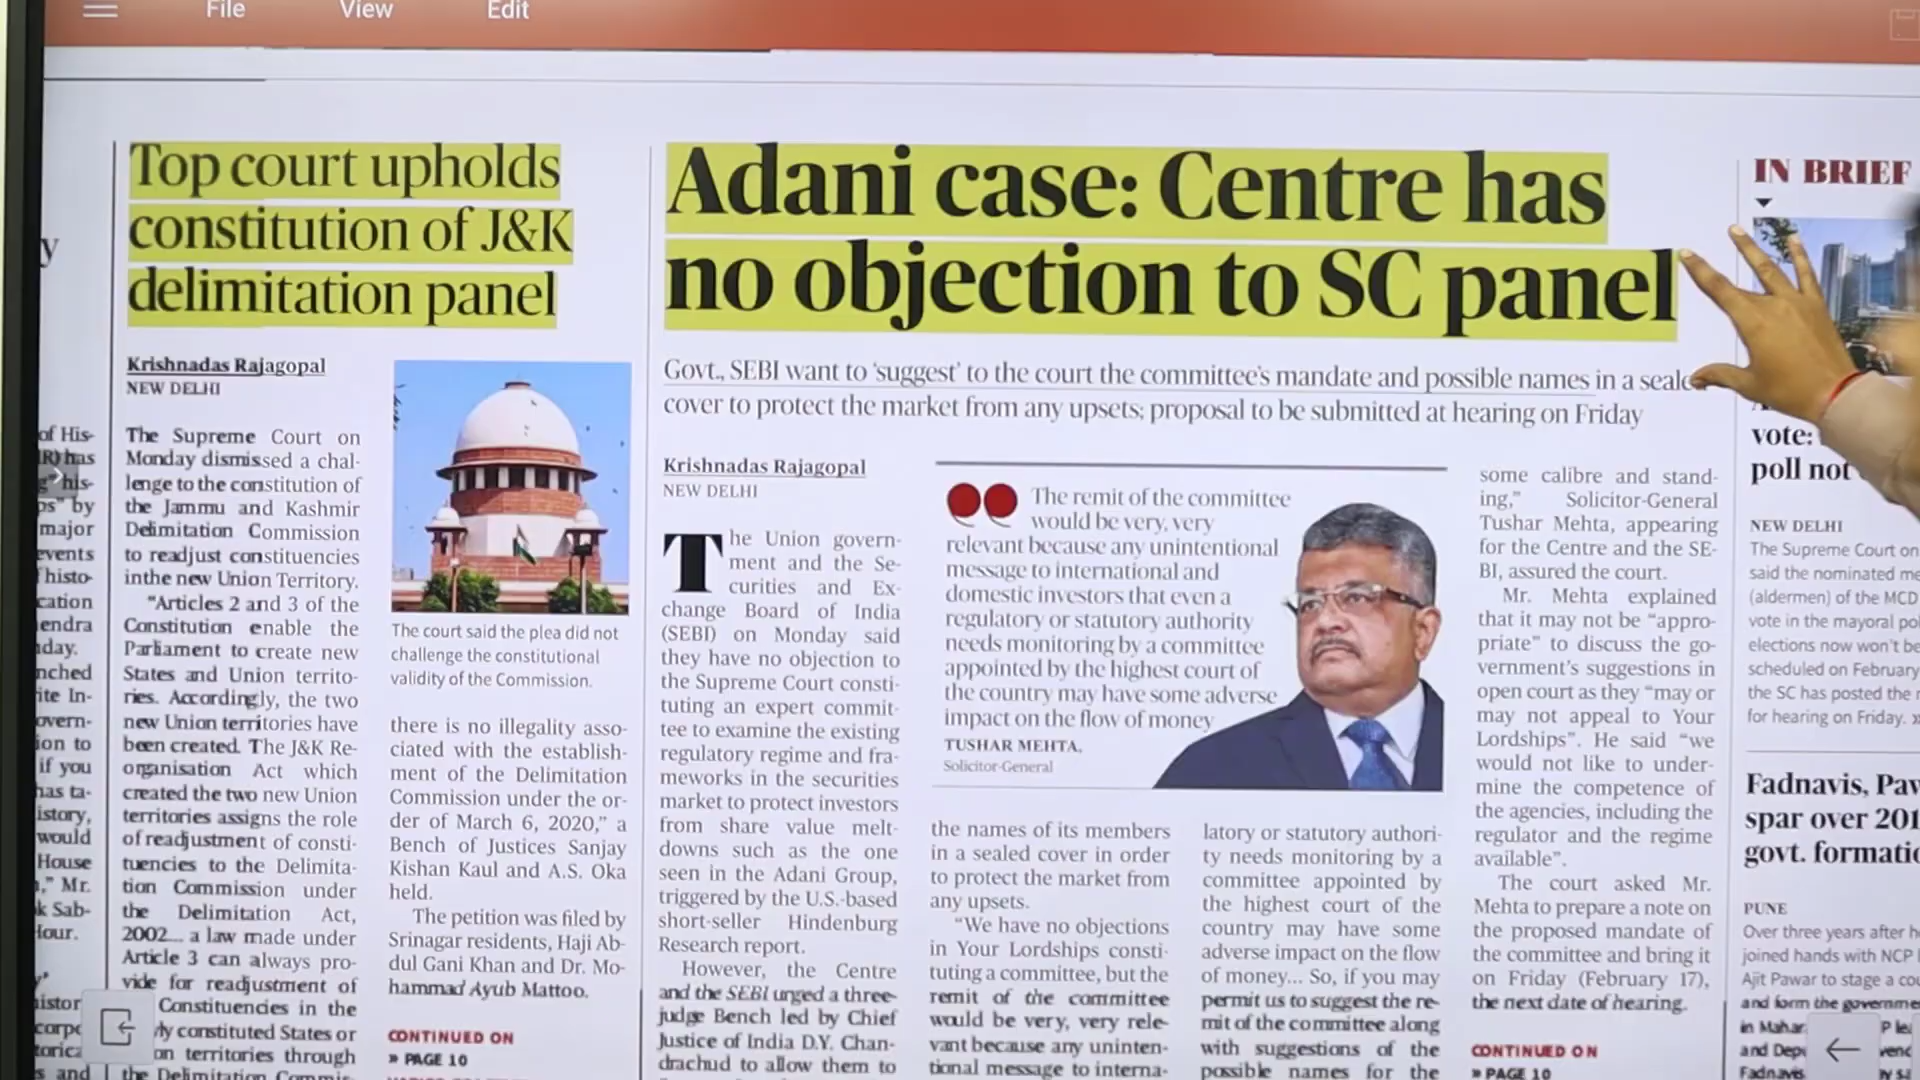 File View Edit
Top court upholds
constitution of J&K
delimitation panel
Krishnadas Rajagopal
NEW DELHI
The Supreme Court on
Monday dismissed a chal-
lenge to the constitution of
the Jammu and Kashmir
Delimitation Commission
to readjust constituencies
inthe new Union Territory.
"Articles 2 and 3 of the
Constitution enable the
Parliament to create new
States and Union territo-
ries. Accordingly, the two
new Union territories have
been created. The J&K Re-
organisation Act which
created the two new Union
territories assigns the role
of readjustment of consti-
tuencies to the Delimita-
tion Commission under
the Delimitation Act,
2002... a law made under
Article 3 can always pro-
vide for readjustment of
Constituencies in the
constituted States or
territories through
the Delimitation
The court said the plea did not
challenge the constitutional
validity of the Commission.
there is no illegality asso-
ciated with the establish-
ment of the Delimitation
Commission under the or-
der of March 6, 2020," a
Bench of Justices Sanjay
Kishan Kaul and A.S. Oka
held.
The petition was filed by
Srinagar residents, Haji Ab-
dul Gani Khan and Dr. Mo-
hammad Ayub Mattoo.
CONTINUED ON
» PAGE 10
Adani case: Centre has
no objection to SC panel
Govt., SEBI want to 'suggest' to the court the committee's mandate and possible names in a
cover to protect the market from any upsets; proposal to be submitted at hearing on Friday
Krishnadas Rajagopal
NEW DELHI
The Union govern-
ment and the Se-
curities and Ex-
change Board of India
(SEBI) on Monday said
they have no objection to
the Supreme Court consti-
tuting an expert commit-
tee to examine the existing
regulatory regime and fra-
meworks in the securities
market to protect investors
from share value melt-
downs such as the one
seen in the Adani Group,
triggered by the U.S.-based
short-seller Hindenburg
Research report.
However, the Centre
and the SEBI urged a three-
judge Bench led by Chief
Justice of India D.Y. Chan-
drachud to allow them to
The remit of the committee
would be very, very
relevant because any unintentional
message to international and
domestic investors that even a
regulatory or statutory authority
needs monitoring by a committee
appointed by the highest court of
the country may have some adverse
impact on the flow of money
TUSHAR MEHTA,
Solicitor-General
the names of its members
in a sealed cover in order
to protect the market from
any upsets.
"We have no objections
in Your Lordships consti-
tuting a committee, but the
remit of the committee
would be very, very rele-
vant because any uninten-
tional message to interna-
latory or statutory authori-
ty needs monitoring by a
committee appointed by
the highest court of the
country may have some
adverse impact on the flow
of money... So, if you may
permit us to suggest the re-
mit of the committee along
with suggestions of the
possible names for the
some calibre and stand-
ing," Solicitor-General
Tushar Mehta, appearing
for the Centre and the SE-
BI, assured the court.
Mr. Mehta explained
that it may not be "appro-
priate" to discuss the go-
vernment's suggestions in
open court as they "may or
may not appeal to Your
Lordships". He said "we
would not like to under-
mine the competence of
the agencies, including the
regulator and the regime
available".
The court asked Mr.
Mehta to prepare a note on
the proposed mandate of
the committee and bring it
on Friday (February 17),
the next date of hearing.
CONTINUED ON
» PAGE 10
IN BRIEF
vote:
poll not
NEW DELHI
The Supreme Court on
said the nominated
(aldermen) of the MCD
vote in the mayoral
elections now won't be
scheduled on February
the SC has posted the
for hearing on Friday.
Fadnavis,
spar over
govt.
PUNE
Over three years after
joined hands with NCP
Ajit Pawar to stage a
and form the
in
and